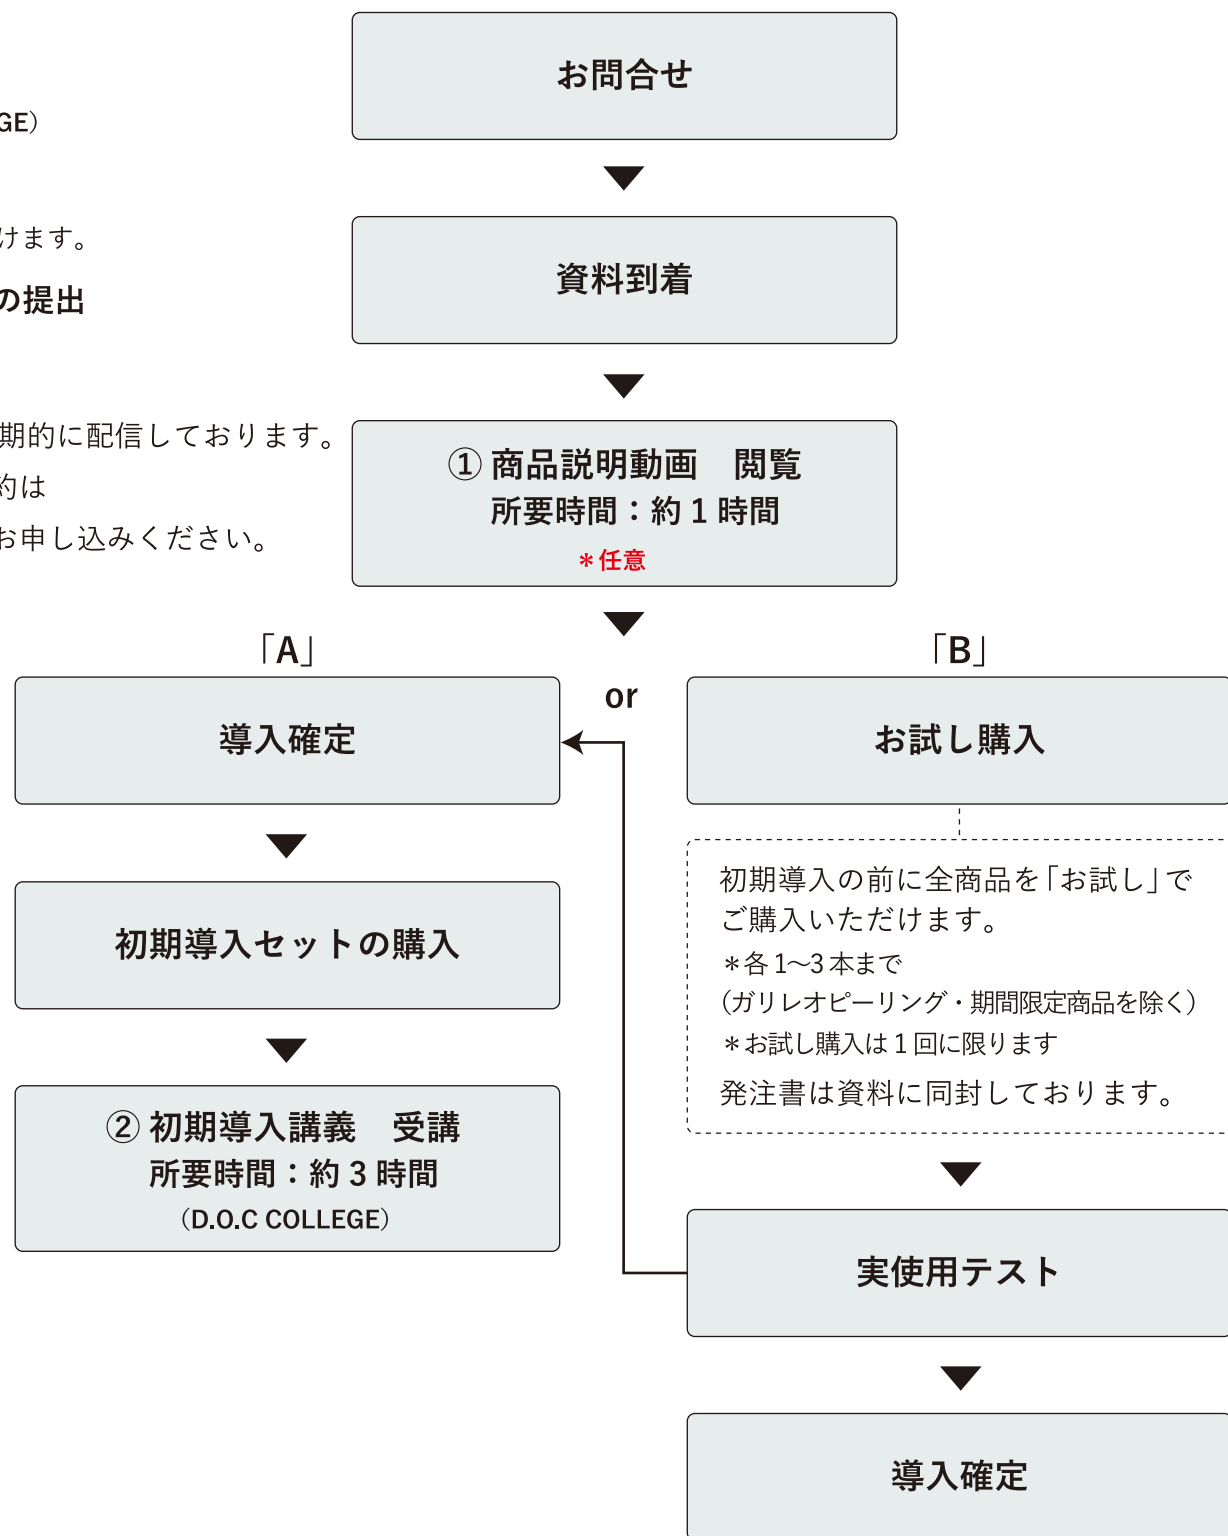 GE）
けます。
の提出
期的に配信しております。
約は
お申し込みください。
お問合せ
資料到着
① 商品説明動画　閲覧
所要時間：約 1 時間
＊任意
「A」
or
「B」
導入確定
初期導入セットの購入
② 初期導入講義　受講
所要時間：約 3 時間
（D.O.C COLLEGE）
お試し購入
初期導入の前に全商品を「お試し」で
ご購入いただけます。
＊各 1〜3 本まで
（ガリレオピーリング・期間限定商品を除く）
＊お試し購入は 1 回に限ります
発注書は資料に同封しております。
実使用テスト
導入確定